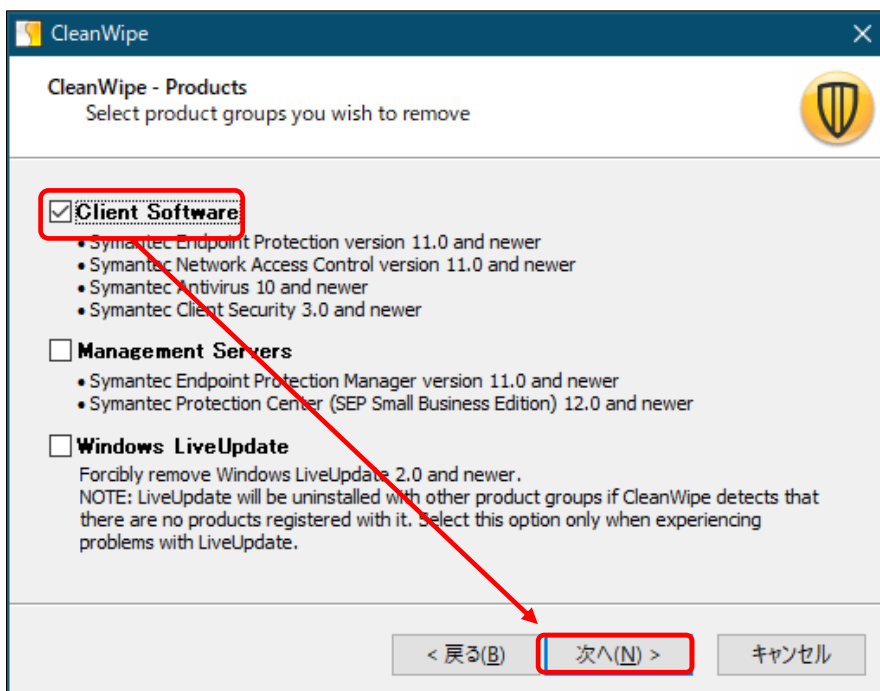 CleanWipe
CleanWipe - Products
Select product groups you wish to remove
Client Software
• Symantec Endpoint Protection version 11.0 and newer
• Symantec Network Access Control version 11.0 and newer
• Symantec Antivirus 10 and newer
• Symantec Client Security 3.0 and newer
Management Servers
• Symantec Endpoint Protection Manager version 11.0 and newer
• Symantec Protection Center (SEP Small Business Edition) 12.0 and newer
Windows LiveUpdate
Forcibly remove Windows LiveUpdate 2.0 and newer.
NOTE: LiveUpdate will be uninstalled with other product groups if CleanWipe detects that
there are no products registered with it. Select this option only when experiencing
problems with LiveUpdate.
< 戻る(B) 次へ(N) > キャンセル